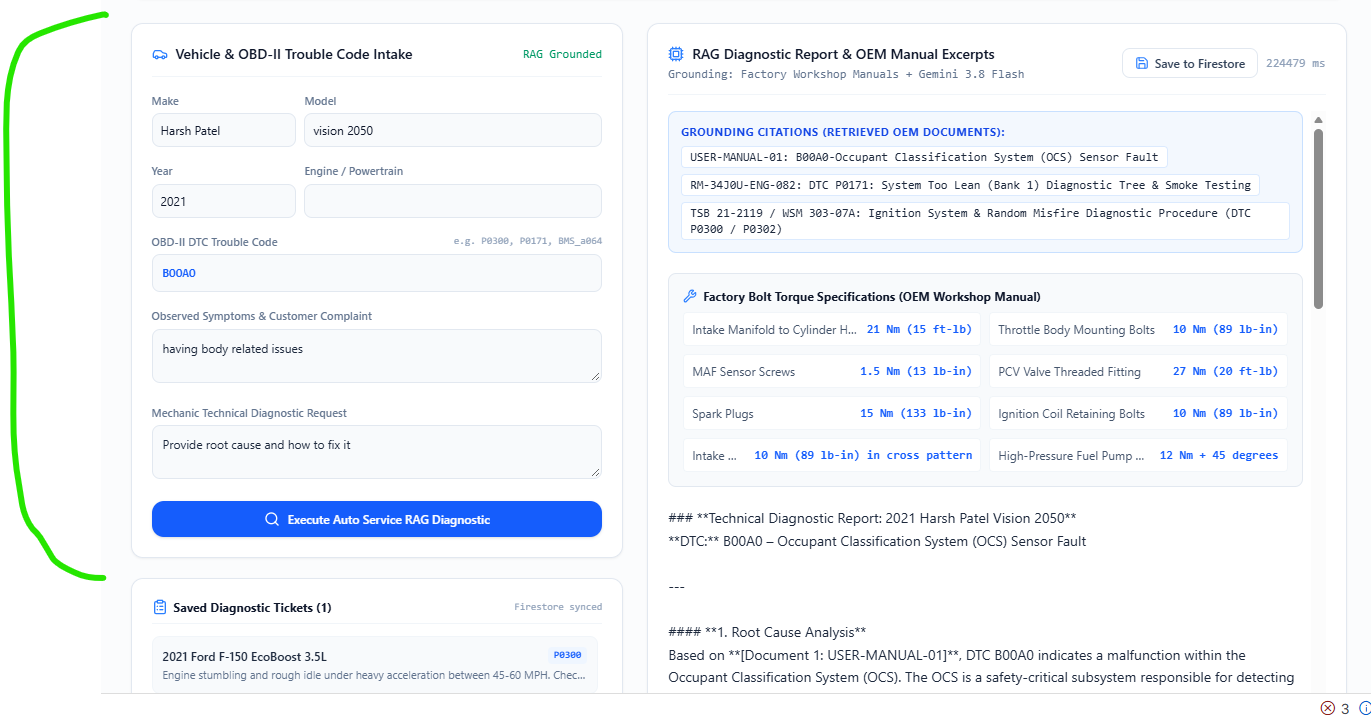 Vehicle & OBD-II Trouble Code Intake
RAG Grounded
Make
Model
Harsh Patel
vision 2050
Year
Engine / Powertrain
2021
OBD-II DTC Trouble Code
e.g. P0300, P0171, BMS_a064
B00A0
Observed Symptoms & Customer Complaint
having body related issues
Mechanic Technical Diagnostic Request
Provide root cause and how to fix it
Execute Auto Service RAG Diagnostic
Saved Diagnostic Tickets (1)
Firestore synced
2021 Ford F-150 EcoBoost 3.5L
P0300
Engine stumbling and rough idle under heavy acceleration between 45-60 MPH. Chec...
RAG Diagnostic Report & OEM Manual Excerpts
Grounding: Factory Workshop Manuals + Gemini 3.8 Flash
Save to Firestore
224479 ms
GROUNDING CITATIONS (RETRIEVED OEM DOCUMENTS):
USER-MANUAL-01: B00A0-Occupant Classification System (OCS) Sensor Fault
RM-34J0U-ENG-082: DTC P0171: System Too Lean (Bank 1) Diagnostic Tree & Smoke Testing
TSB 21-2119 / WSM 303-07A: Ignition System & Random Misfire Diagnostic Procedure (DTC
P0300 / P0302)
Factory Bolt Torque Specifications (OEM Workshop Manual)
Intake Manifold to Cylinder H... 21 Nm (15 ft-lb)
Throttle Body Mounting Bolts 10 Nm (89 lb-in)
MAF Sensor Screws 1.5 Nm (13 lb-in)
PCV Valve Threaded Fitting 27 Nm (20 ft-lb)
Spark Plugs 15 Nm (133 lb-in)
Ignition Coil Retaining Bolts 10 Nm (89 lb-in)
Intake ... 10 Nm (89 lb-in) in cross pattern
High-Pressure Fuel Pump ... 12 Nm + 45 degrees
### **Technical Diagnostic Report: 2021 Harsh Patel Vision 2050**
**DTC:** B00A0 – Occupant Classification System (OCS) Sensor Fault
---
#### **1. Root Cause Analysis**
Based on **[Document 1: USER-MANUAL-01]**, DTC B00A0 indicates a malfunction within the
Occupant Classification System (OCS). The OCS is a safety-critical subsystem responsible for detecting
3